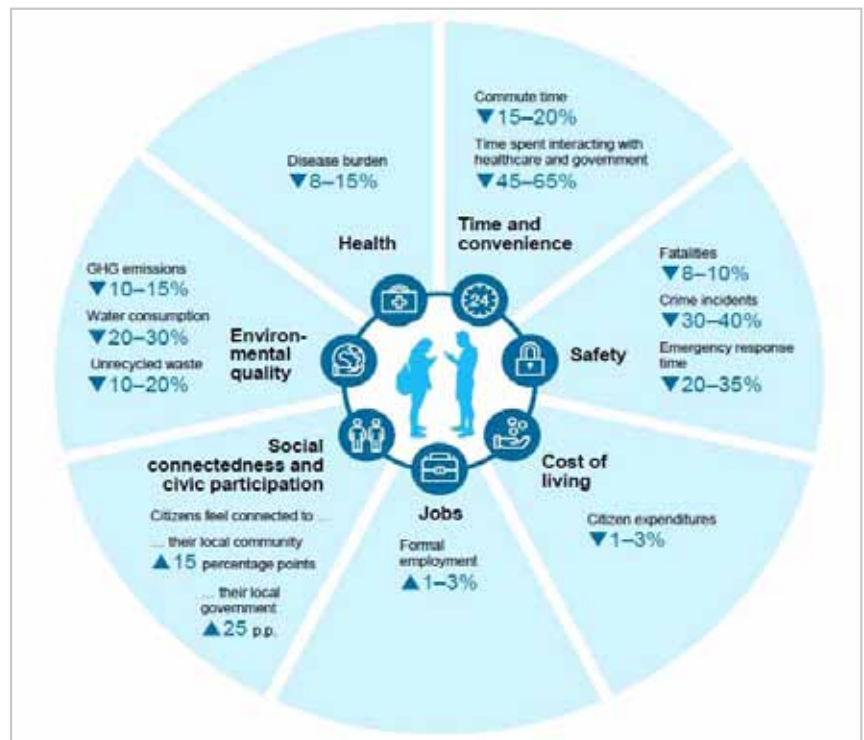 Commute time
▼15–20%
Time spent interacting with
healthcare and government
▼45–65%
Time and
convenience
24
Fatalities
▼8–10%
Crime incidents
▼30–40%
Emergency response
time
▼20–35%
Safety
Cost of
living
Citizen expenditures
▼1–3%
Jobs
Formal
employment
▲1–3%
Social
connectedness and
civic participation
Citizens feel connected to ...
... their local community
▲15 percentage points
... their local
government
▲25 p.p.
GHG emissions
▼10–15%
Water consumption
▼20–30%
Unrecycled waste
▼10–20%
Environ-
mental
quality
Disease burden
▼8–15%
Health